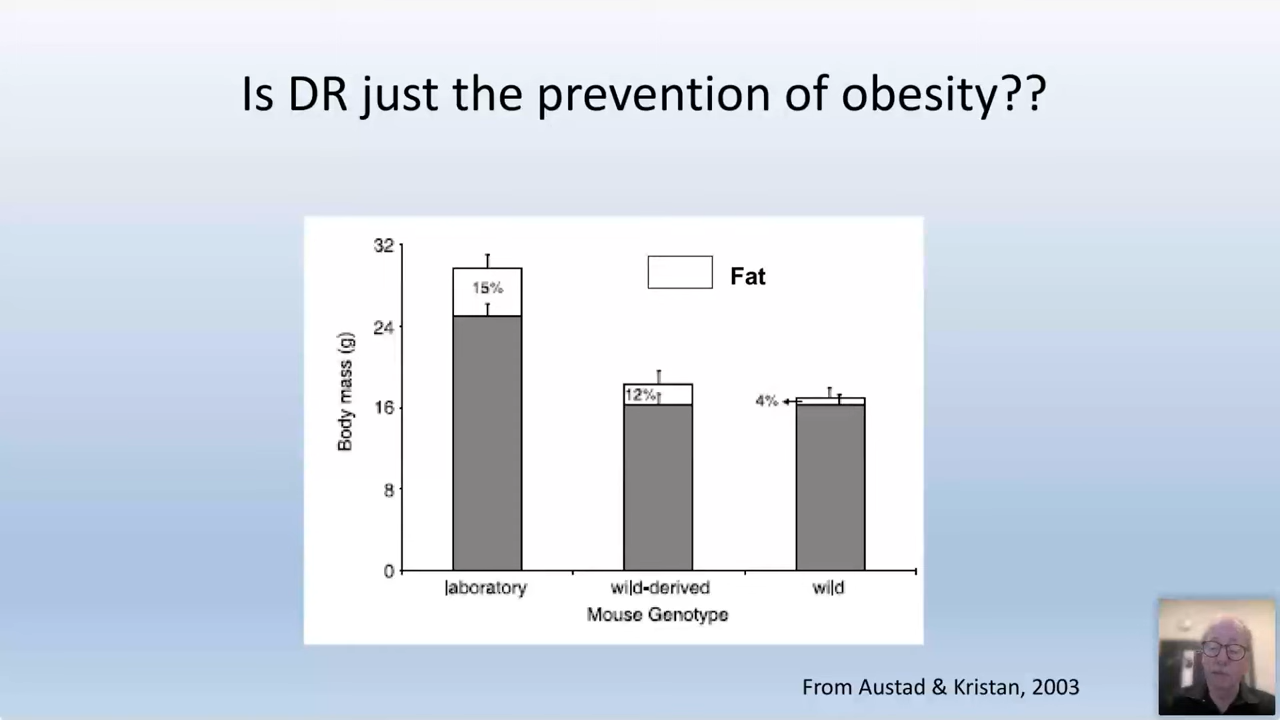 Is DR just the prevention of obesity??
32
24
16
8
0
Body mass (g)
15%
12%
4%
Fat
laboratory
wild-derived
wild
Mouse Genotype
From Austad & Kristan, 2003